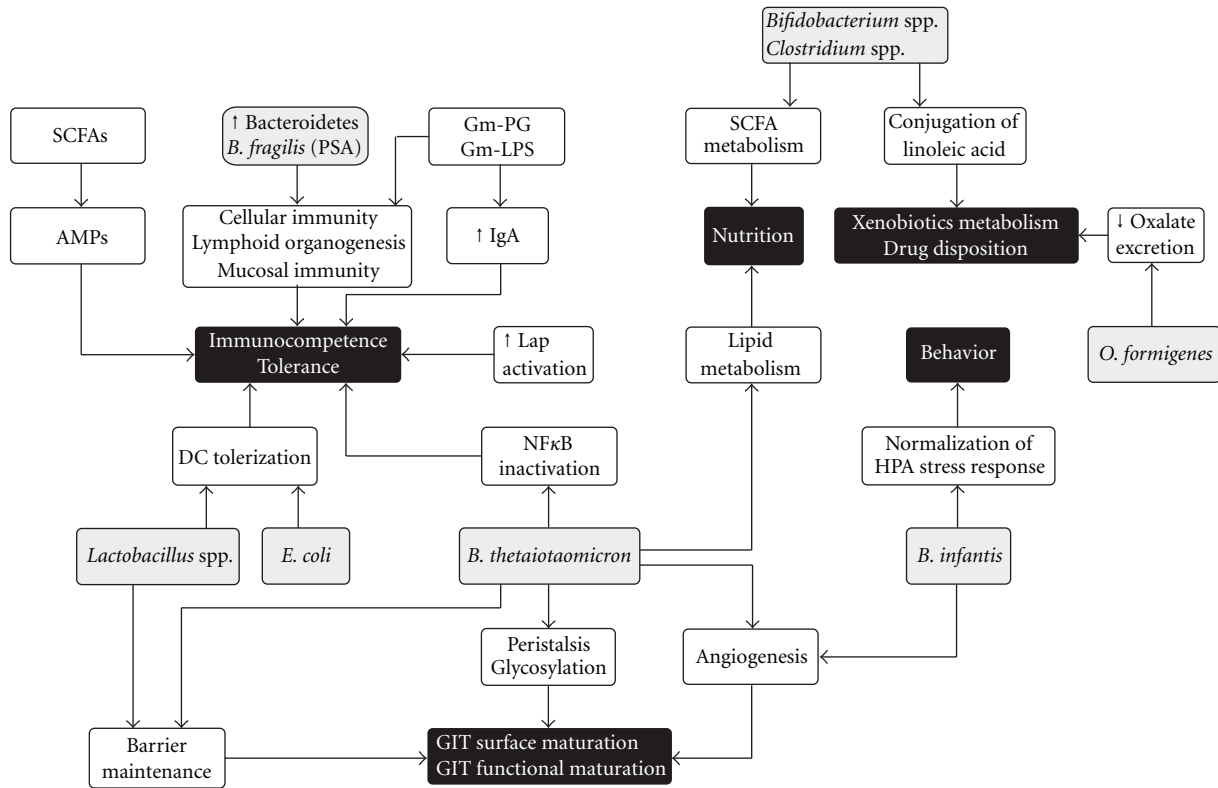 Bifidobacterium spp.
Clostridium spp.
SCFAs
↑ Bacteroidetes
B. fragilis (PSA)
Gm-PG
Gm-LPS
SCFA
metabolism
Conjugation of
linoleic acid
AMPs
Cellular immunity
Lymphoid organogenesis
Mucosal immunity
↑ IgA
Nutrition
Xenobiotics metabolism
Drug disposition
↓ Oxalate
excretion
Immunocompetence
Tolerance
↑ Lap
activation
Lipid
metabolism
Behavior
O. formigenes
DC tolerization
NFκB
inactivation
Normalization of
HPA stress response
Lactobacillus spp.
E. coli
B. thetaiotaomicron
B. infantis
Peristalsis
Glycosylation
Angiogenesis
Barrier
maintenance
GIT surface maturation
GIT functional maturation